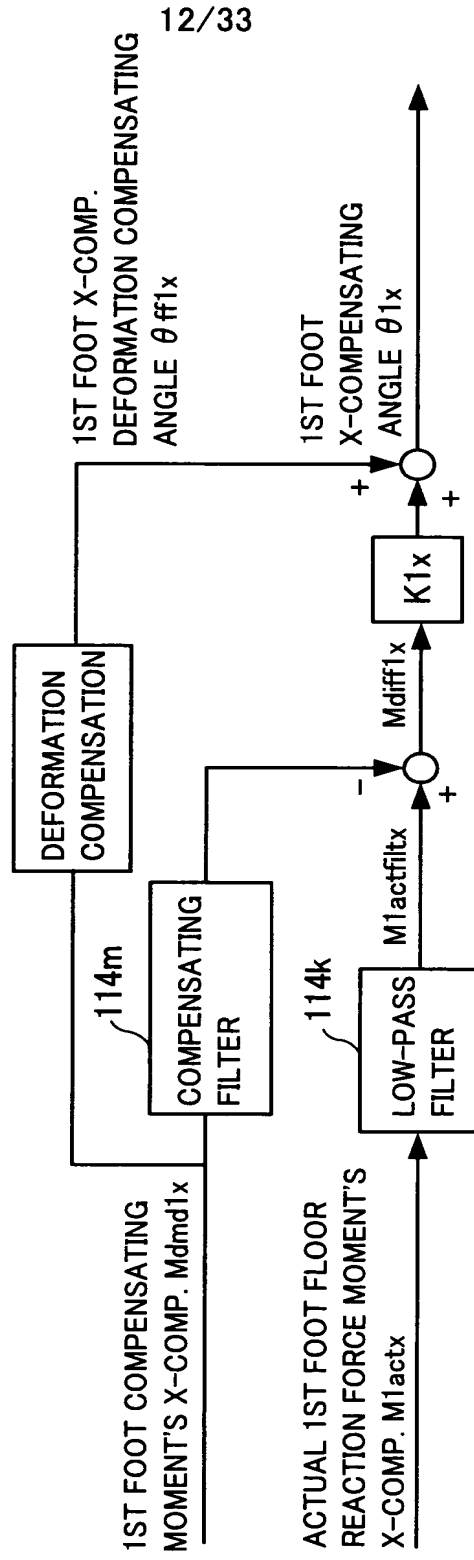 12/33
1ST FOOT COMPENSATING
MOMENT'S X-COMP. Mdmd1x
ACTUAL 1ST FOOT FLOOR
REACTION FORCE MOMENT'S
X-COMP. M1actx
DEFORMATION
COMPENSATION
114m
COMPENSATING
FILTER
114k
LOW-PASS
FILTER
M1actfiltx
-
+
Mdiff1x
K1x
1ST FOOT X-COMP.
DEFORMATION COMPENSATING
ANGLE θff1x
+
+
1ST FOOT
X-COMPENSATING
ANGLE θ1x